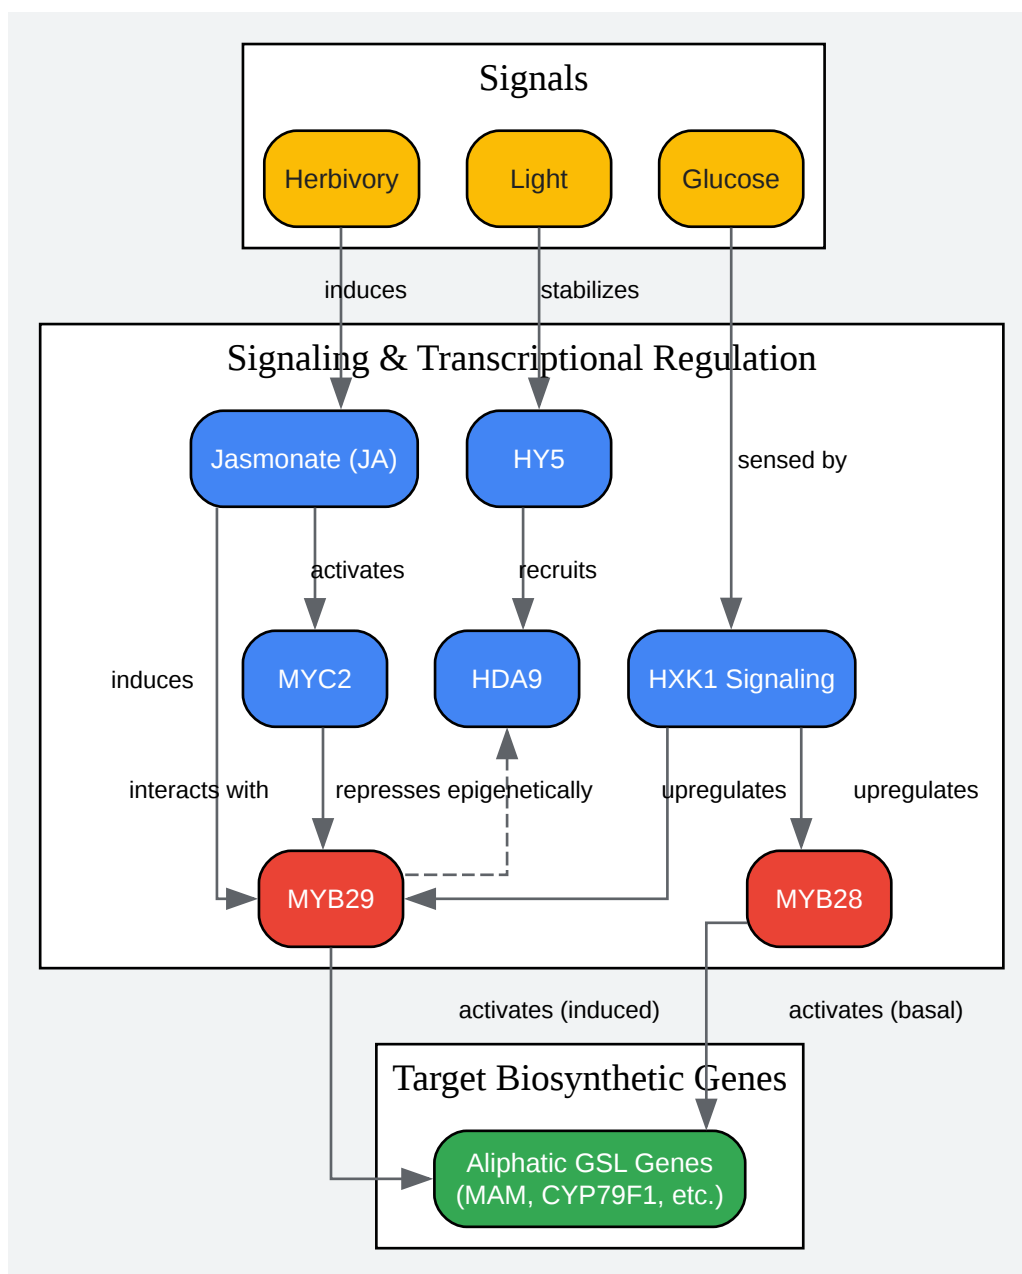 Signals
Herbivory
Light
Glucose
induces
stabilizes
Signaling & Transcriptional Regulation
Jasmonate (JA)
HY5
sensed by
activates
recruits
MYC2
HDA9
HXK1 Signaling
induces
interacts with
represses epigenetically
upregulates
upregulates
MYB29
MYB28
activates (induced)
activates (basal)
Target Biosynthetic Genes
Aliphatic GSL Genes
(MAM, CYP79F1, etc.)